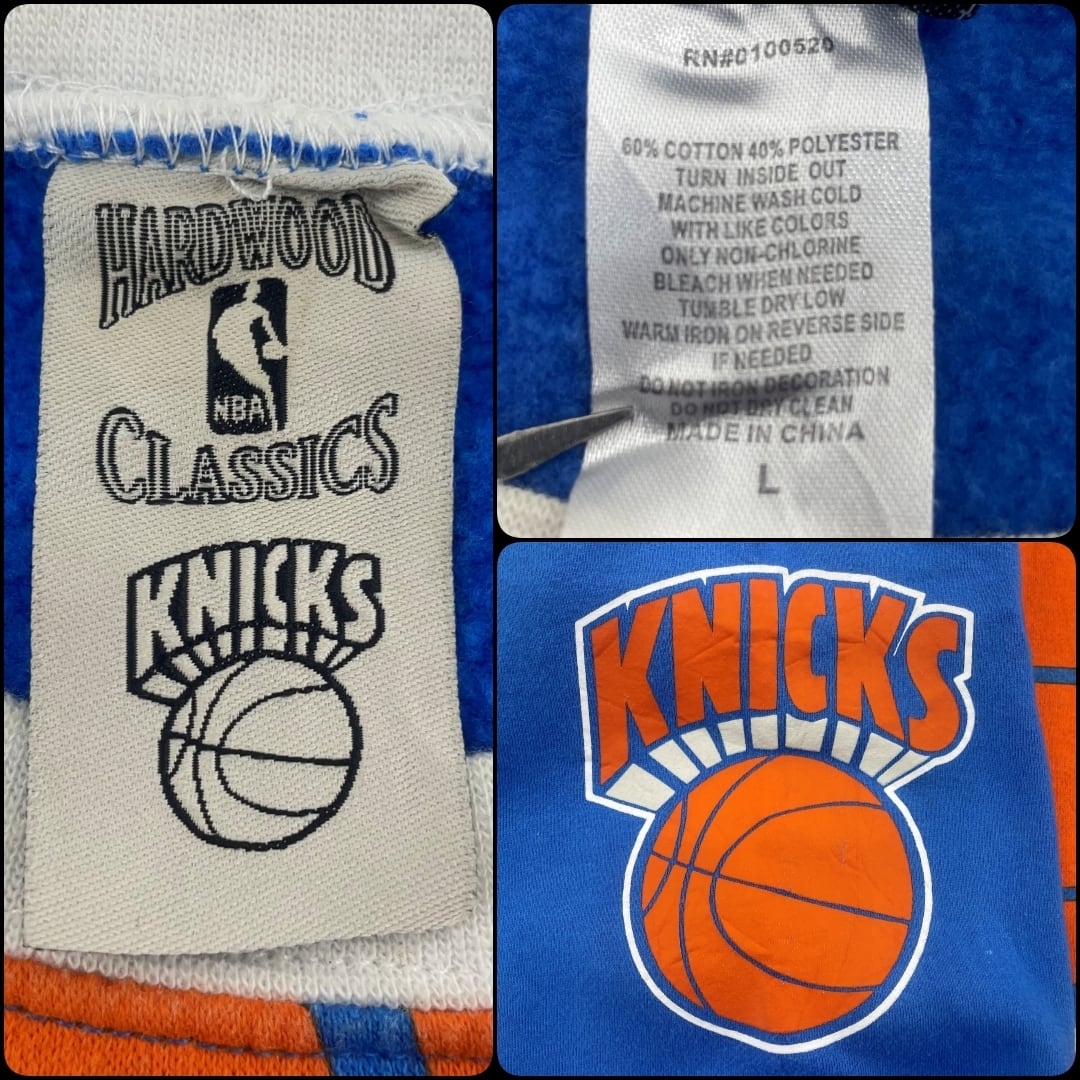 HARDWOOD
NBA
CLASSICS
KNICKS
RN#0100520
60% COTTON 40% POLYESTER
TURN INSIDE OUT
MACHINE WASH COLD
WITH LIKE COLORS
ONLY NON-CHLORINE
BLEACH WHEN NEEDED
TUMBLE DRY LOW
WARM IRON ON REVERSE SIDE
IF NEEDED
DO NOT IRON DECORATION
DO NOT DRY CLEAN
MADE IN CHINA
L
KNICKS